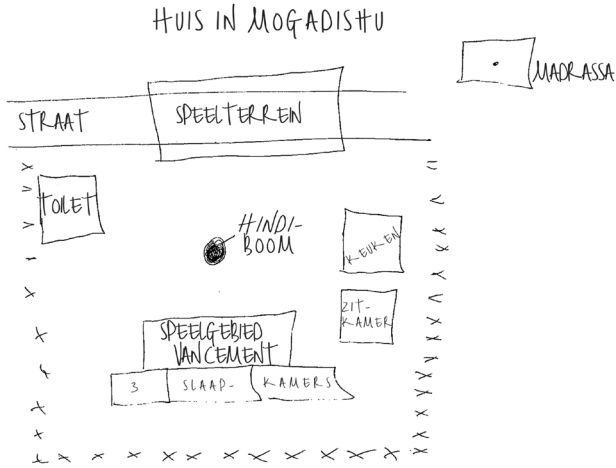 HUIS IN MOGADISHU
MADRASSA
STRAAT
SPEELTERREIN
TOILET
HINDI-
BOOM
KEUKEN
ZIT-
KAMER
SPEELGEBIED
VAN CEMENT
3 SLAAP- KAMERS